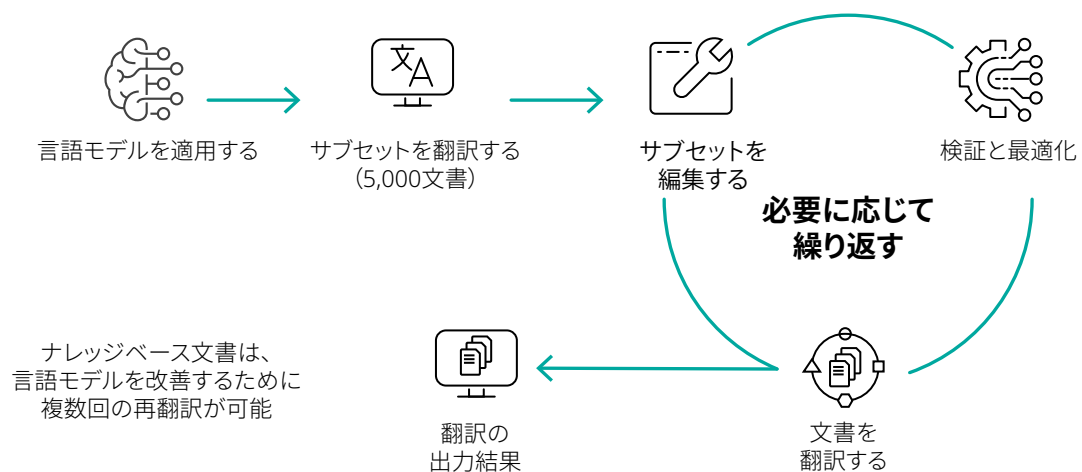 言語モデルを適用する
サブセットを翻訳する
（5,000文書）
サブセットを
編集する
検証と最適化
必要に応じて
繰り返す
文書を
翻訳する
翻訳の
出力結果
ナレッジベース文書は、
言語モデルを改善するために
複数回の再翻訳が可能
文A